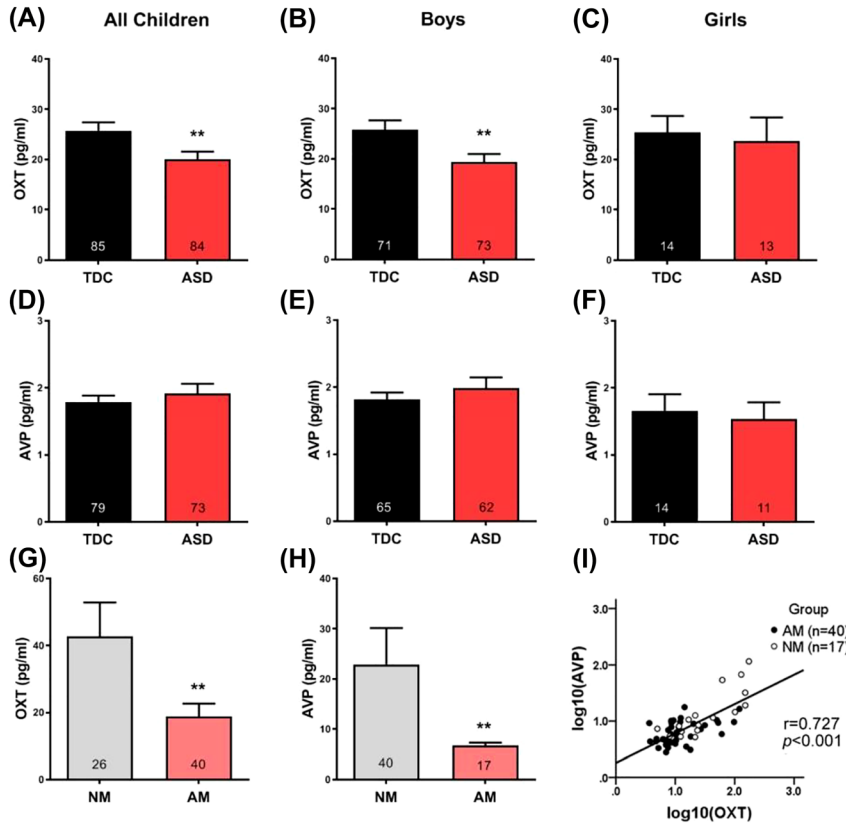 (A) All Children
(B) Boys
(C) Girls
40
30
20
10
0
OXT (pg/ml)
**
85
84
TDC ASD
40
30
20
10
0
OXT (pg/ml)
**
71
73
TDC ASD
40
30
20
10
0
OXT (pg/ml)
14
13
TDC ASD
(D)
3
2
1
0
AVP (pg/ml)
79
73
TDC ASD
(E)
3
2
1
0
AVP (pg/ml)
65
62
TDC ASD
(F)
3
2
1
0
AVP (pg/ml)
14
11
TDC ASD
(G)
60
40
20
0
OXT (pg/ml)
**
26
40
NM AM
(H)
40
30
20
10
0
AVP (pg/ml)
**
40
17
NM AM
(I)
3.0
2.0
1.0
.0
log10(AVP)
Group
AM (n=40)
NM (n=17)
r=0.727
p<0.001
.0 1.0 2.0 3.0
log10(OXT)